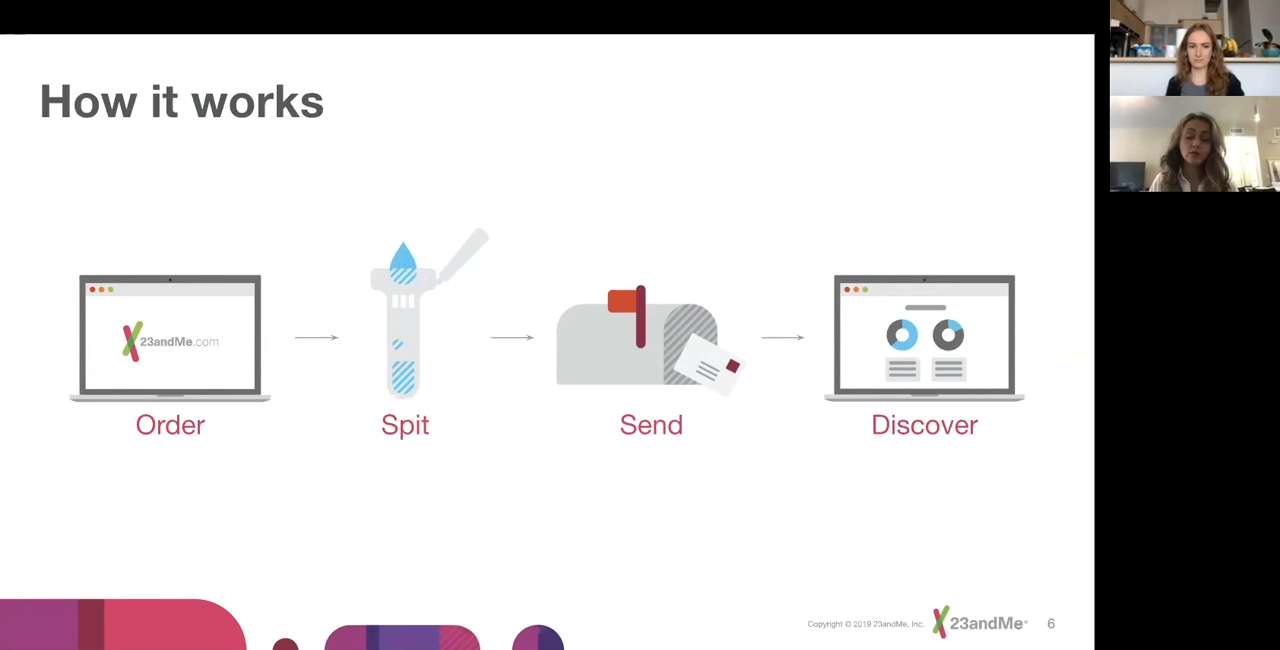 How it works
23andMe.com
Order
Spit
Send
Discover
Copyright © 2019 23andMe, Inc.
23andMe®
6